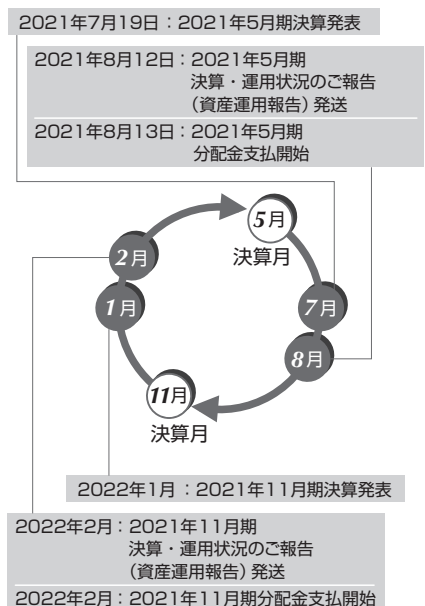 2021年7月19日：2021年5月期決算発表
2021年8月12日：2021年5月期
決算・運用状況のご報告
（資産運用報告）発送
2021年8月13日：2021年5月期
分配金支払開始
5月
決算月
2月
1月
7月
8月
11月
決算月
2022年1月：2021年11月期決算発表
2022年2月：2021年11月期
決算・運用状況のご報告
（資産運用報告）発送
2022年2月：2021年11月期分配金支払開始